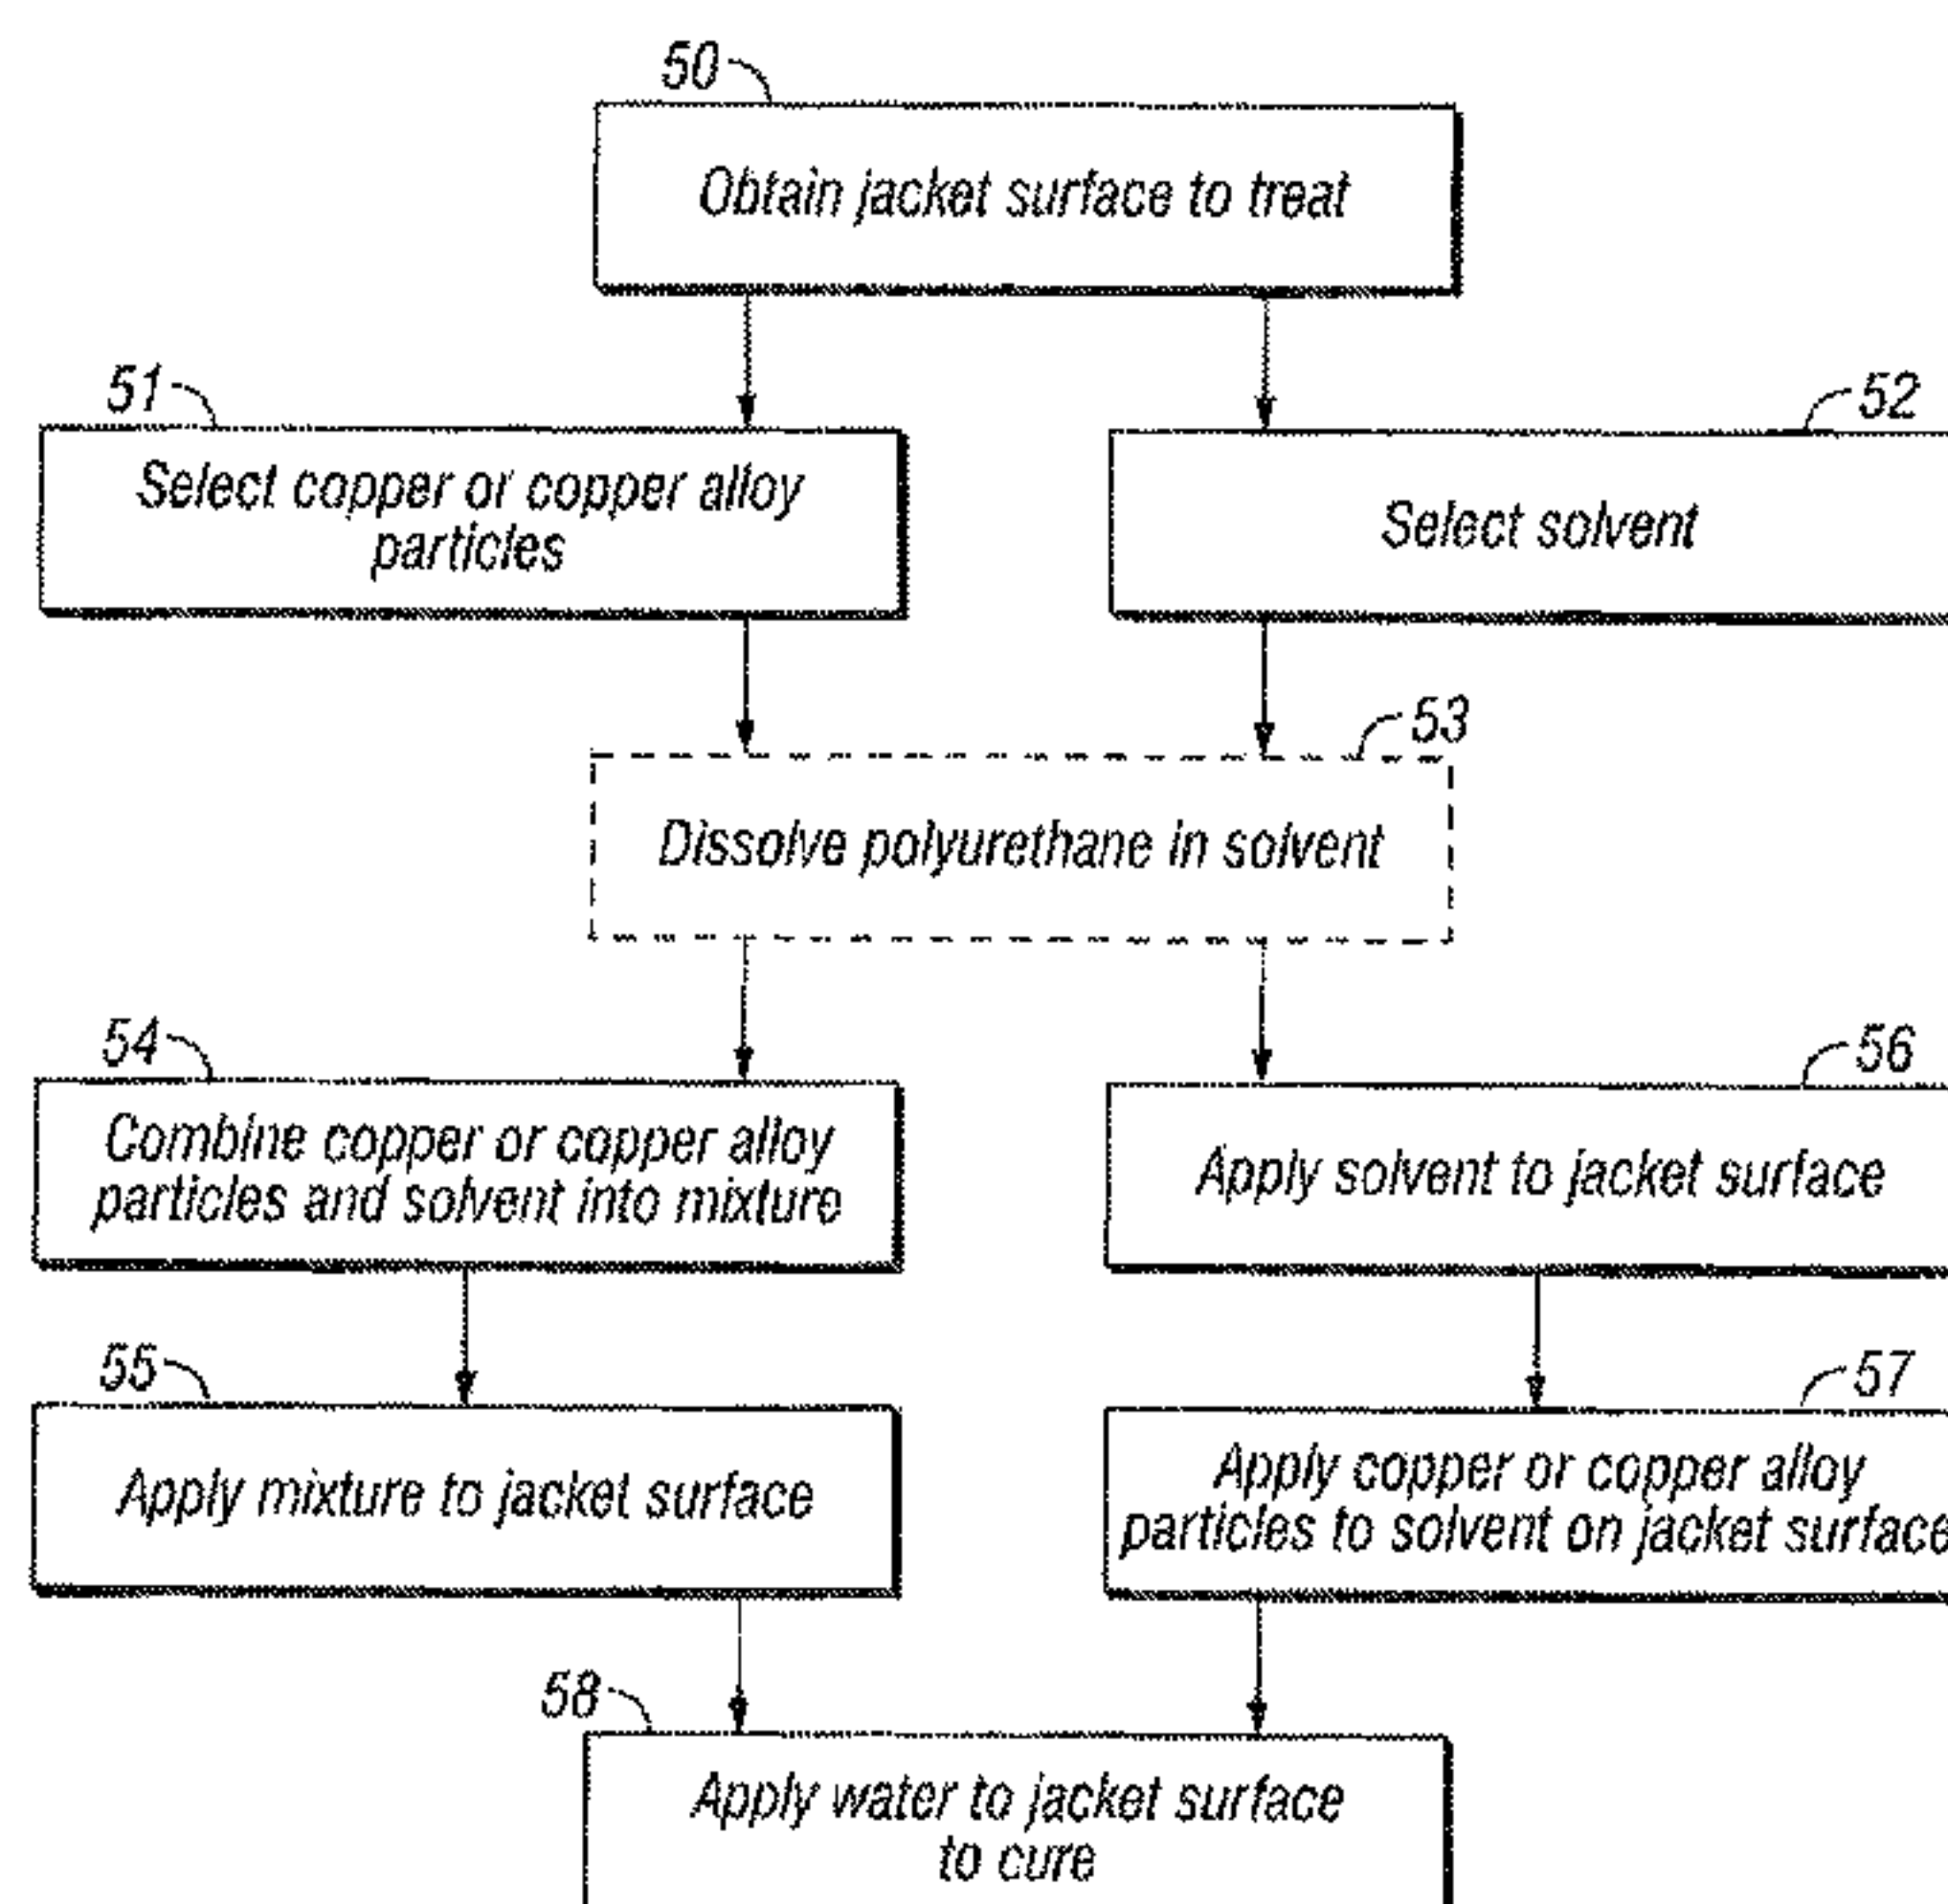 50
Obtain jacket surface to treat
51
Select copper or copper alloy
particles
52
Select solvent
53
Dissolve polyurethane in solvent
54
Combine copper or copper alloy
particles and solvent into mixture
56
Apply solvent to jacket surface
55
Apply mixture to jacket surface
57
Apply copper or copper alloy
particles to solvent on jacket surface
58
Apply water to jacket surface
to cure